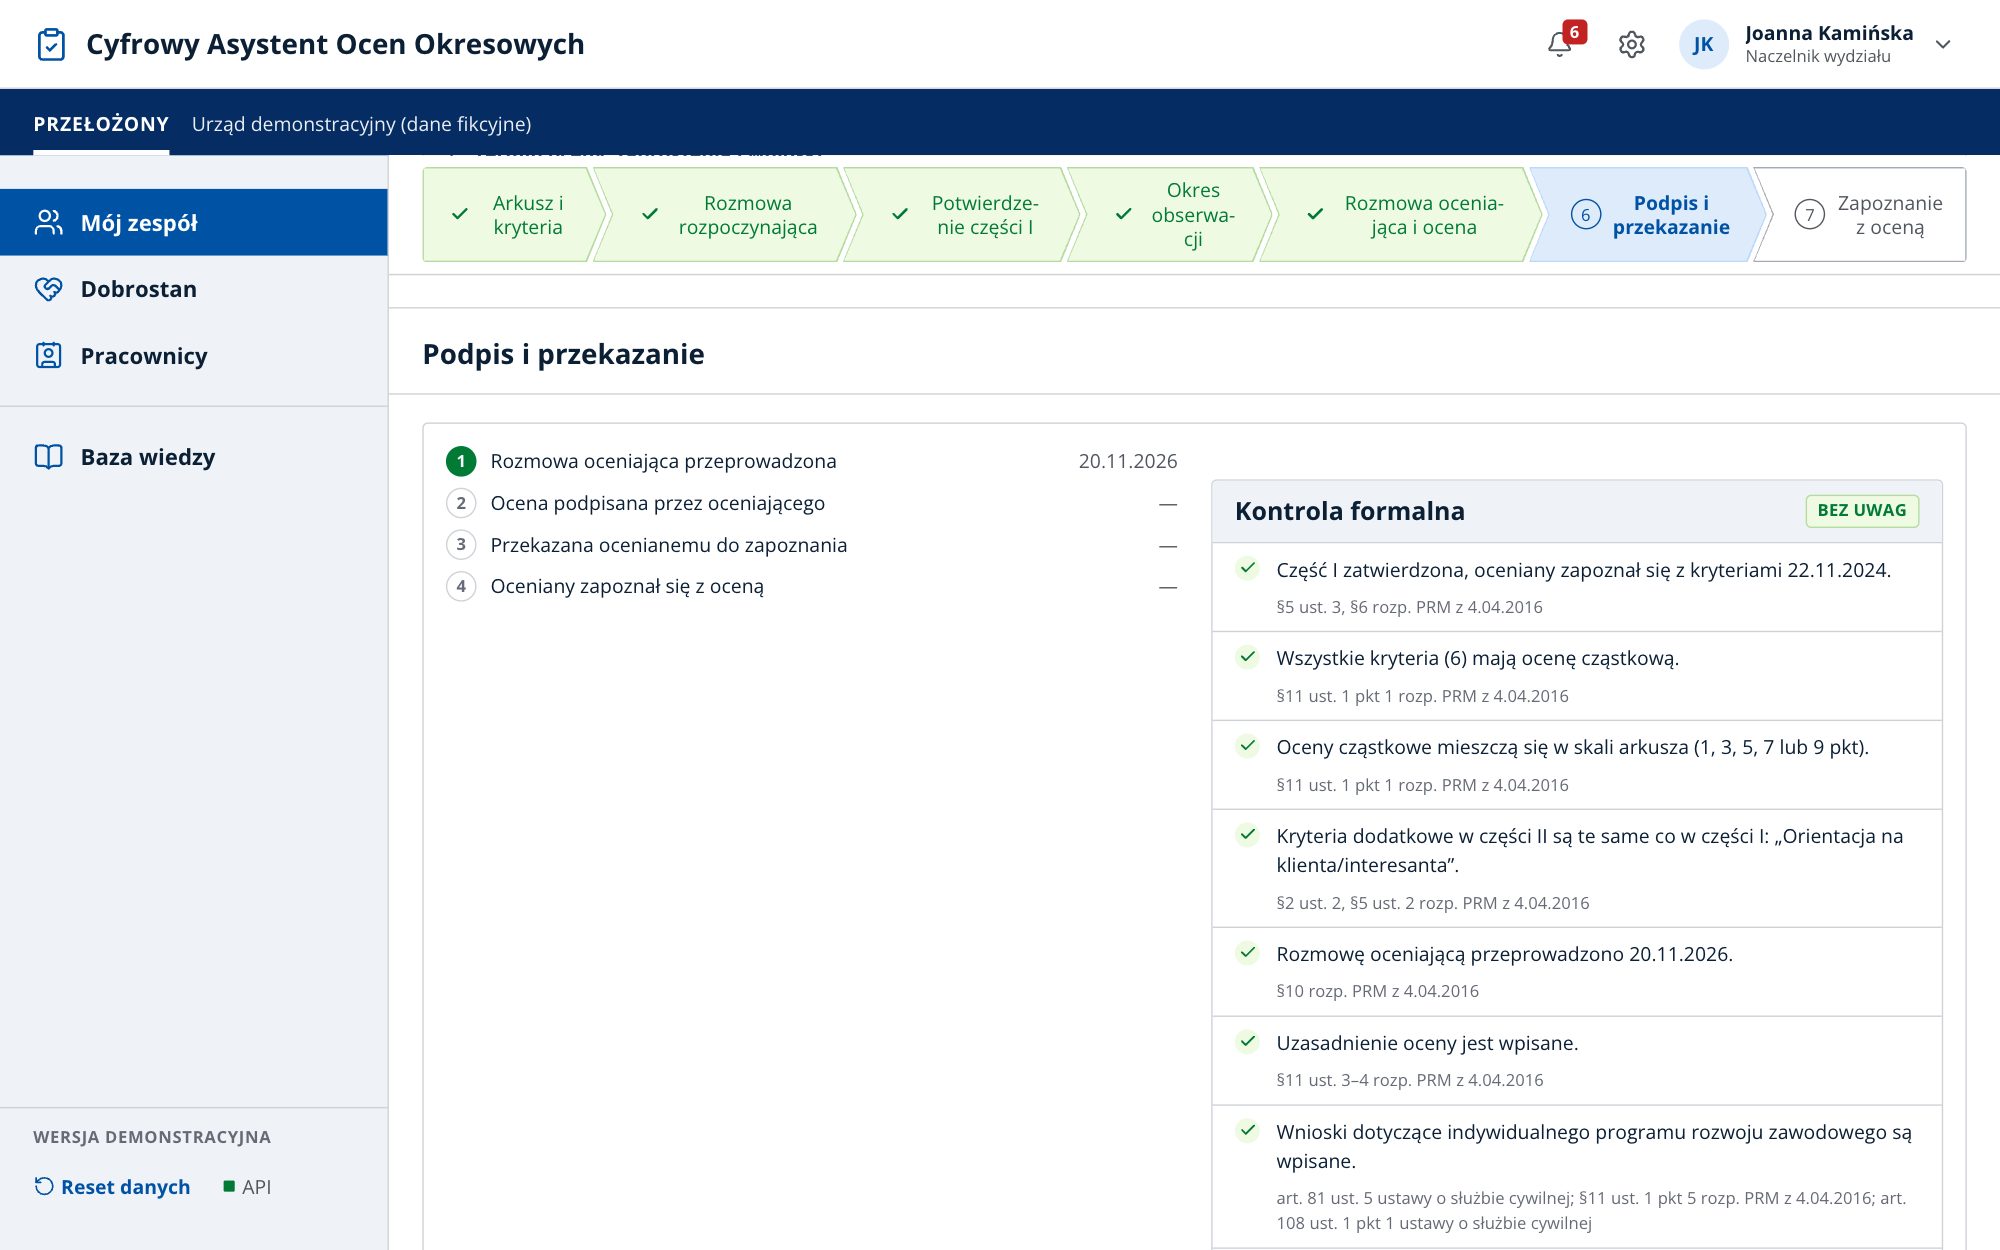 Cyfrowy Asystent Ocen Okresowych
6
JK
Joanna Kamińska
Naczelnik wydziału
PRZEŁOŻONY
Urząd demonstracyjny (dane fikcyjne)
Mój zespół
Dobrostan
Pracownicy
Baza wiedzy
WERSJA DEMONSTRACYJNA
Reset danych
API
Arkusz i
kryteria
Rozmowa
rozpoczynająca
Potwierdze-
nie części I
Okres
obserwa-
cji
Rozmowa ocenia-
jąca i ocena
6
Podpis i
przekazanie
7
Zapoznanie
z oceną
Podpis i przekazanie
1 Rozmowa oceniająca przeprowadzona 20.11.2026
2 Ocena podpisana przez oceniającego —
3 Przekazana ocenianemu do zapoznania —
4 Oceniany zapoznał się z oceną —
Kontrola formalna
BEZ UWAG
Część I zatwierdzona, oceniany zapoznał się z kryteriami 22.11.2024.
§5 ust. 3, §6 rozp. PRM z 4.04.2016
Wszystkie kryteria (6) mają ocenę cząstkową.
§11 ust. 1 pkt 1 rozp. PRM z 4.04.2016
Oceny cząstkowe mieszczą się w skali arkusza (1, 3, 5, 7 lub 9 pkt).
§11 ust. 1 pkt 1 rozp. PRM z 4.04.2016
Kryteria dodatkowe w części II są te same co w części I: „Orientacja na
klienta/interesanta”.
§2 ust. 2, §5 ust. 2 rozp. PRM z 4.04.2016
Rozmowę oceniającą przeprowadzono 20.11.2026.
§10 rozp. PRM z 4.04.2016
Uzasadnienie oceny jest wpisane.
§11 ust. 3–4 rozp. PRM z 4.04.2016
Wnioski dotyczące indywidualnego programu rozwoju zawodowego są
wpisane.
art. 81 ust. 5 ustawy o służbie cywilnej; §11 ust. 1 pkt 5 rozp. PRM z 4.04.2016; art.
108 ust. 1 pkt 1 ustawy o służbie cywilnej